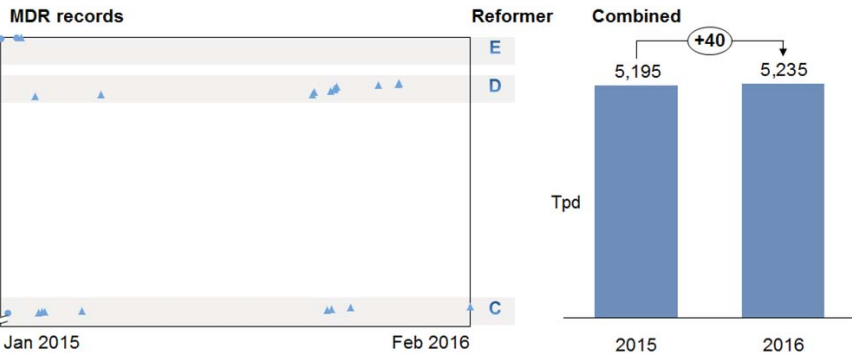 MDR records
Reformer
Combined
E
D
C
Jan 2015
Feb 2016
+40
5,195
5,235
Tpd
2015
2016